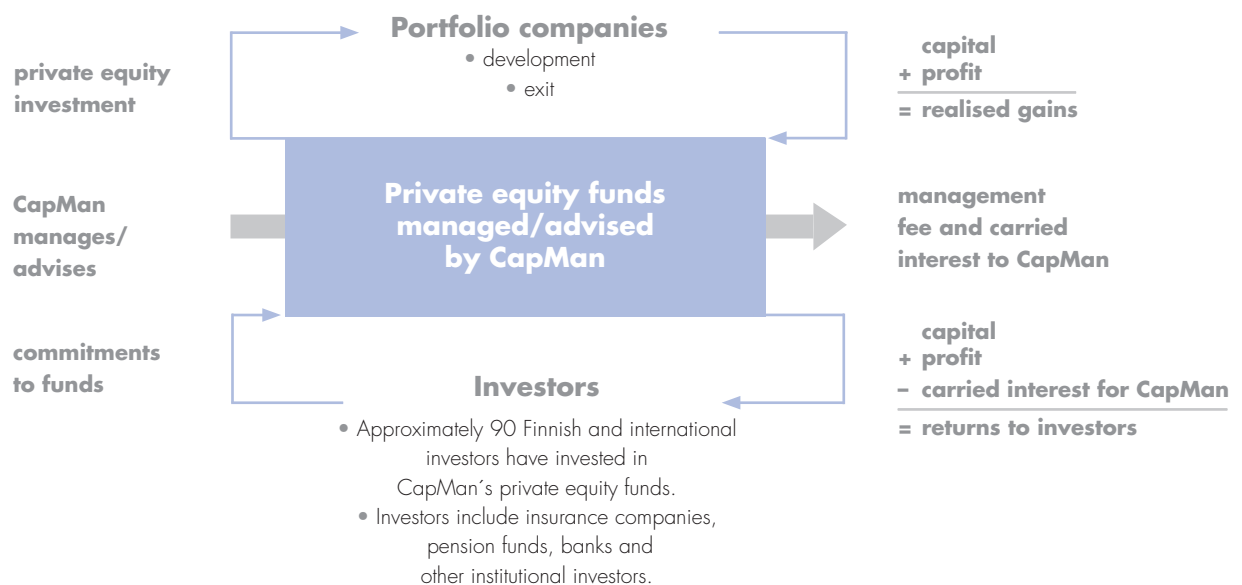 Portfolio companies
• development
• exit
private equity
investment
capital
+ profit
= realised gains
CapMan
manages/
advises
Private equity funds
managed/advised
by CapMan
management
fee and carried
interest to CapMan
commitments
to funds
capital
+ profit
– carried interest for CapMan
= returns to investors
Investors
• Approximately 90 Finnish and international
investors have invested in
CapMan´s private equity funds.
• Investors include insurance companies,
pension funds, banks and
other institutional investors.